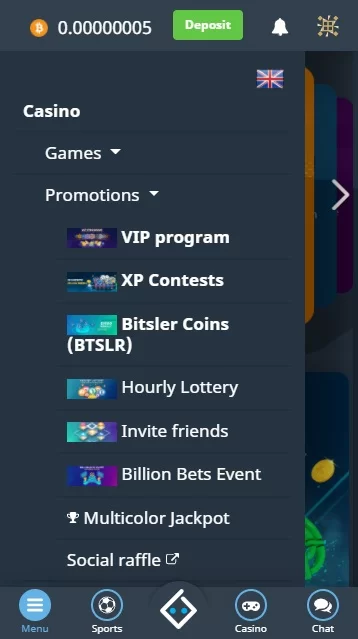 0.00000005 Deposit
Casino
Games
Promotions
VIP program
XP Contests
Bitsler Coins
(BTSLR)
Hourly Lottery
Invite friends
Billion Bets Event
Multicolor Jackpot
Social raffle
Menu Sports Casino Chat